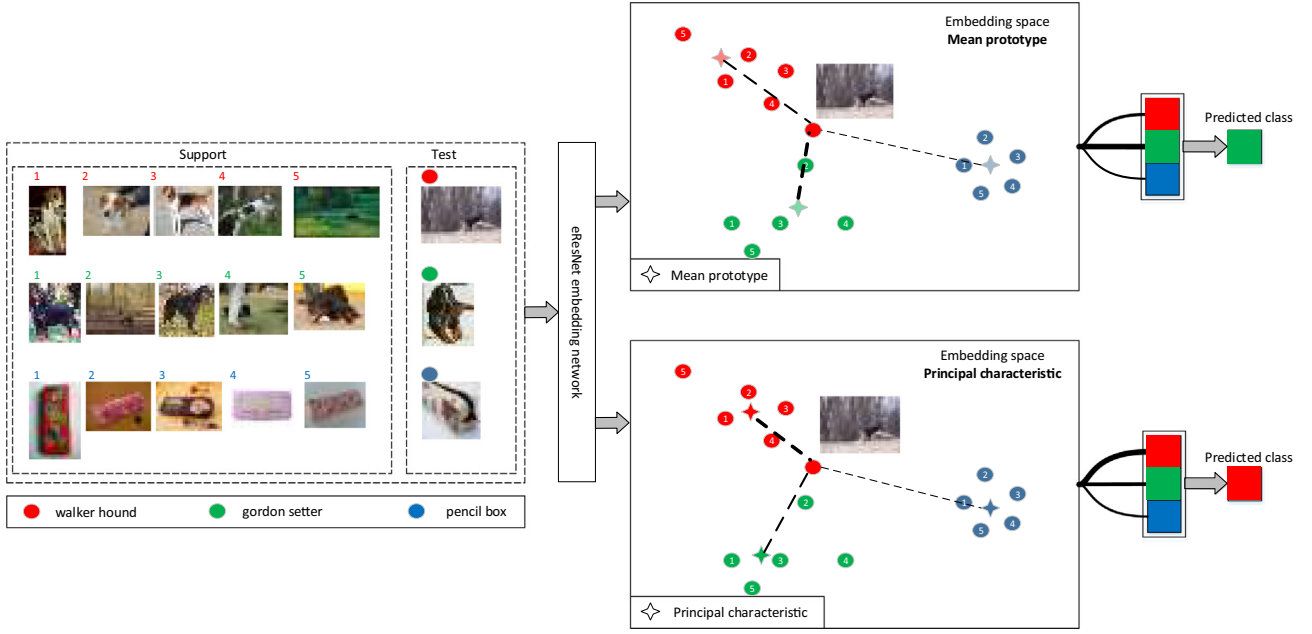 Support
Test
1 2 3 4 5
1 2 3 4 5
1 2 3 4 5
walker hound
gordon setter
pencil box
eResNet embedding network
Embedding space
Mean prototype
5
2
3
1
4
2
2
1
3
4
5
1
3
4
5
Mean prototype
Predicted class
Embedding space
Principal characteristic
5
2
3
1
4
2
2
1
3
4
5
1
3
4
5
Principal characteristic
Predicted class